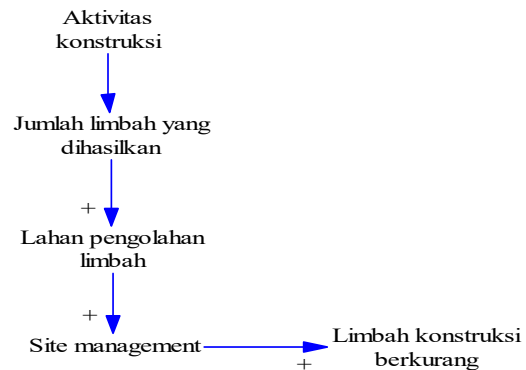 Aktivitas
konstruksi
Jumlah limbah yang
dihasilkan
+
Lahan pengolahan
limbah
+
Site management
+
Limbah konstruksi
berkurang